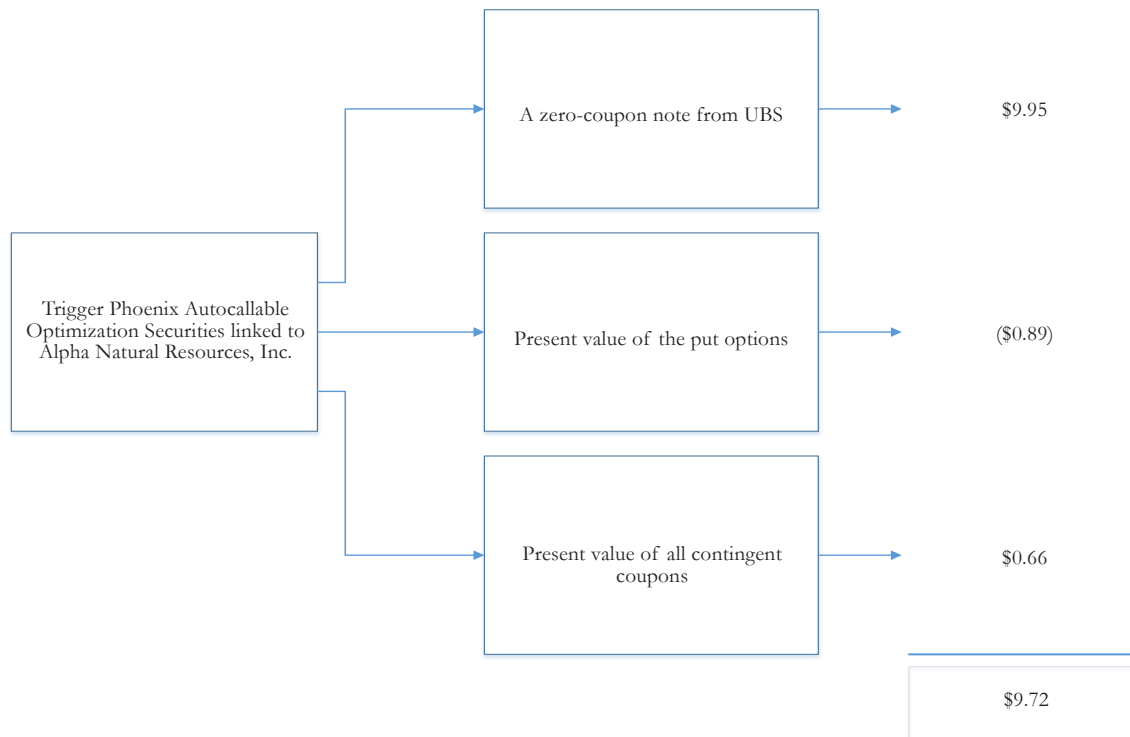 A zero-coupon note from UBS
$9.95
Trigger Phoenix Autocallable
Optimization Securities linked to
Alpha Natural Resources, Inc.
Present value of the put options
($0.89)
Present value of all contingent
coupons
$0.66
$9.72